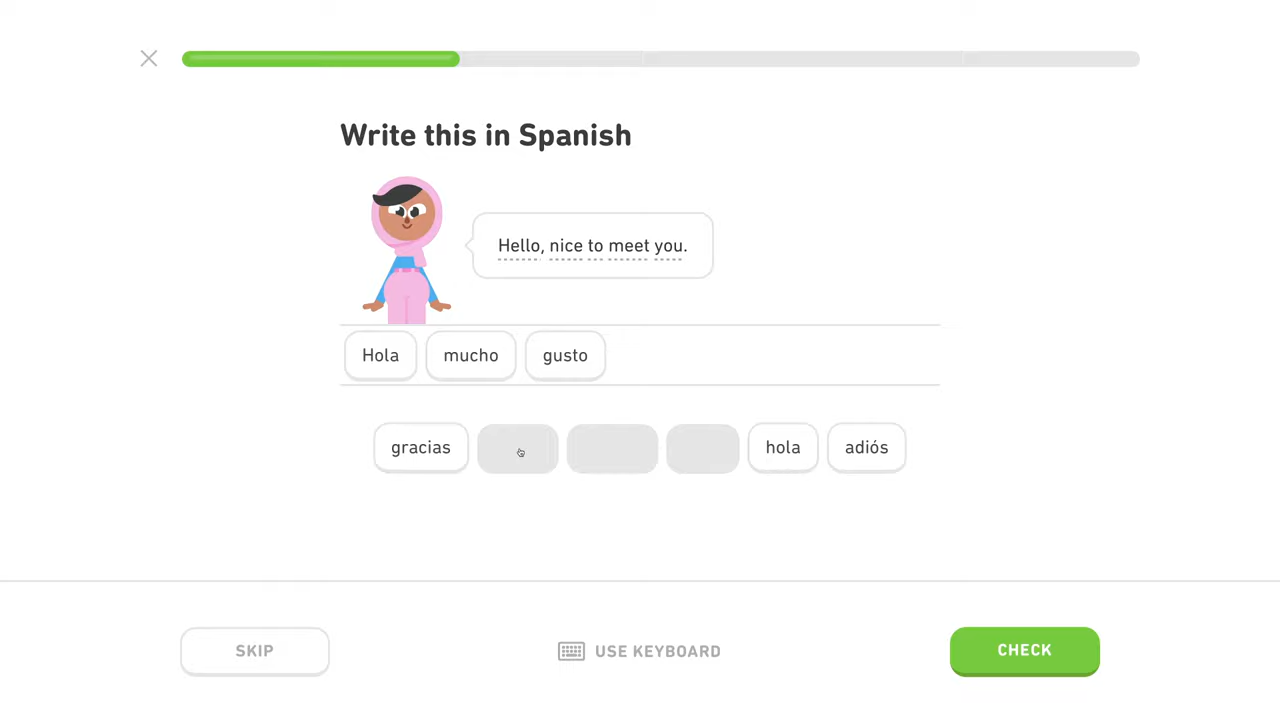 Write this in Spanish
Hello, nice to meet you.
Hola mucho gusto
gracias hola adiós
SKIP USE KEYBOARD CHECK